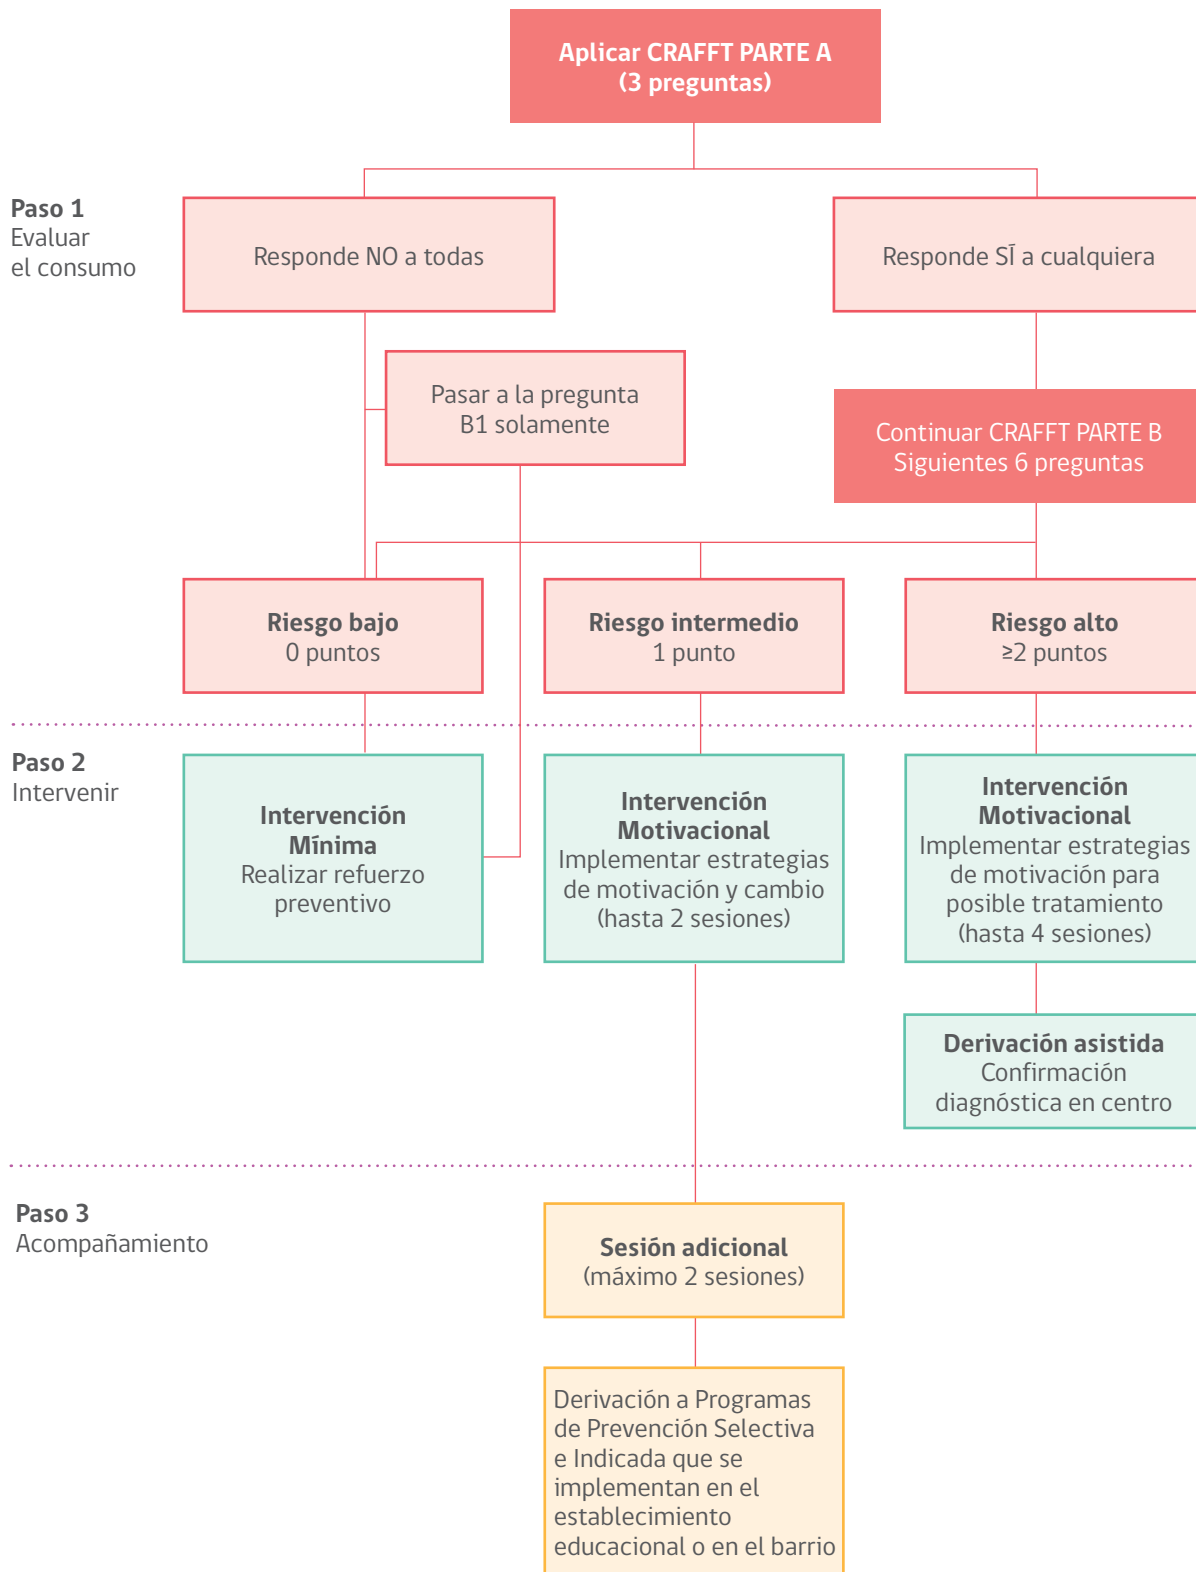 Aplicar CRAFFT PARTE A
(3 preguntas)
Paso 1
Evaluar
el consumo
Responde NO a todas
Responde SÍ a cualquiera
Pasar a la pregunta
B1 solamente
Continuar CRAFFT PARTE B
Siguientes 6 preguntas
Riesgo bajo
0 puntos
Riesgo intermedio
1 punto
Riesgo alto
≥2 puntos
Paso 2
Intervenir
Intervención
Mínima
Realizar refuerzo
preventivo
Intervención
Motivacional
Implementar estrategias
de motivación y cambio
(hasta 2 sesiones)
Intervención
Motivacional
Implementar estrategias
de motivación para
posible tratamiento
(hasta 4 sesiones)
Derivación asistida
Confirmación
diagnóstica en centro
Paso 3
Acompañamiento
Sesión adicional
(máximo 2 sesiones)
Derivación a Programas
de Prevención Selectiva
e Indicada que se
implementan en el
establecimiento
educacional o en el barrio